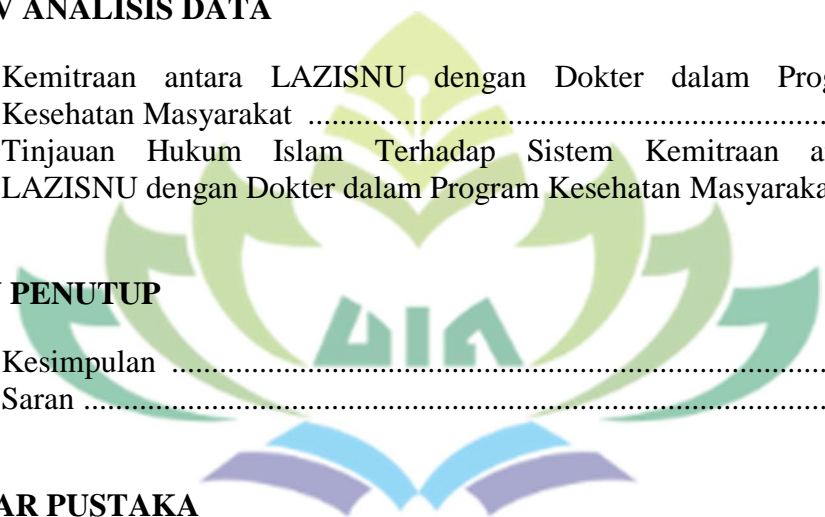 V ANALISIS DATA
Kemitraan antara LAZISNU dengan Dokter dalam Prog
Kesehatan Masyarakat ....................................................................
Tinjauan Hukum Islam Terhadap Sistem Kemitraan a
LAZISNU dengan Dokter dalam Program Kesehatan Masyaraka
PENUTUP
UIN
Kesimpulan ....................................................................................
Saran ...............................................................................................
AR PUSTAKA